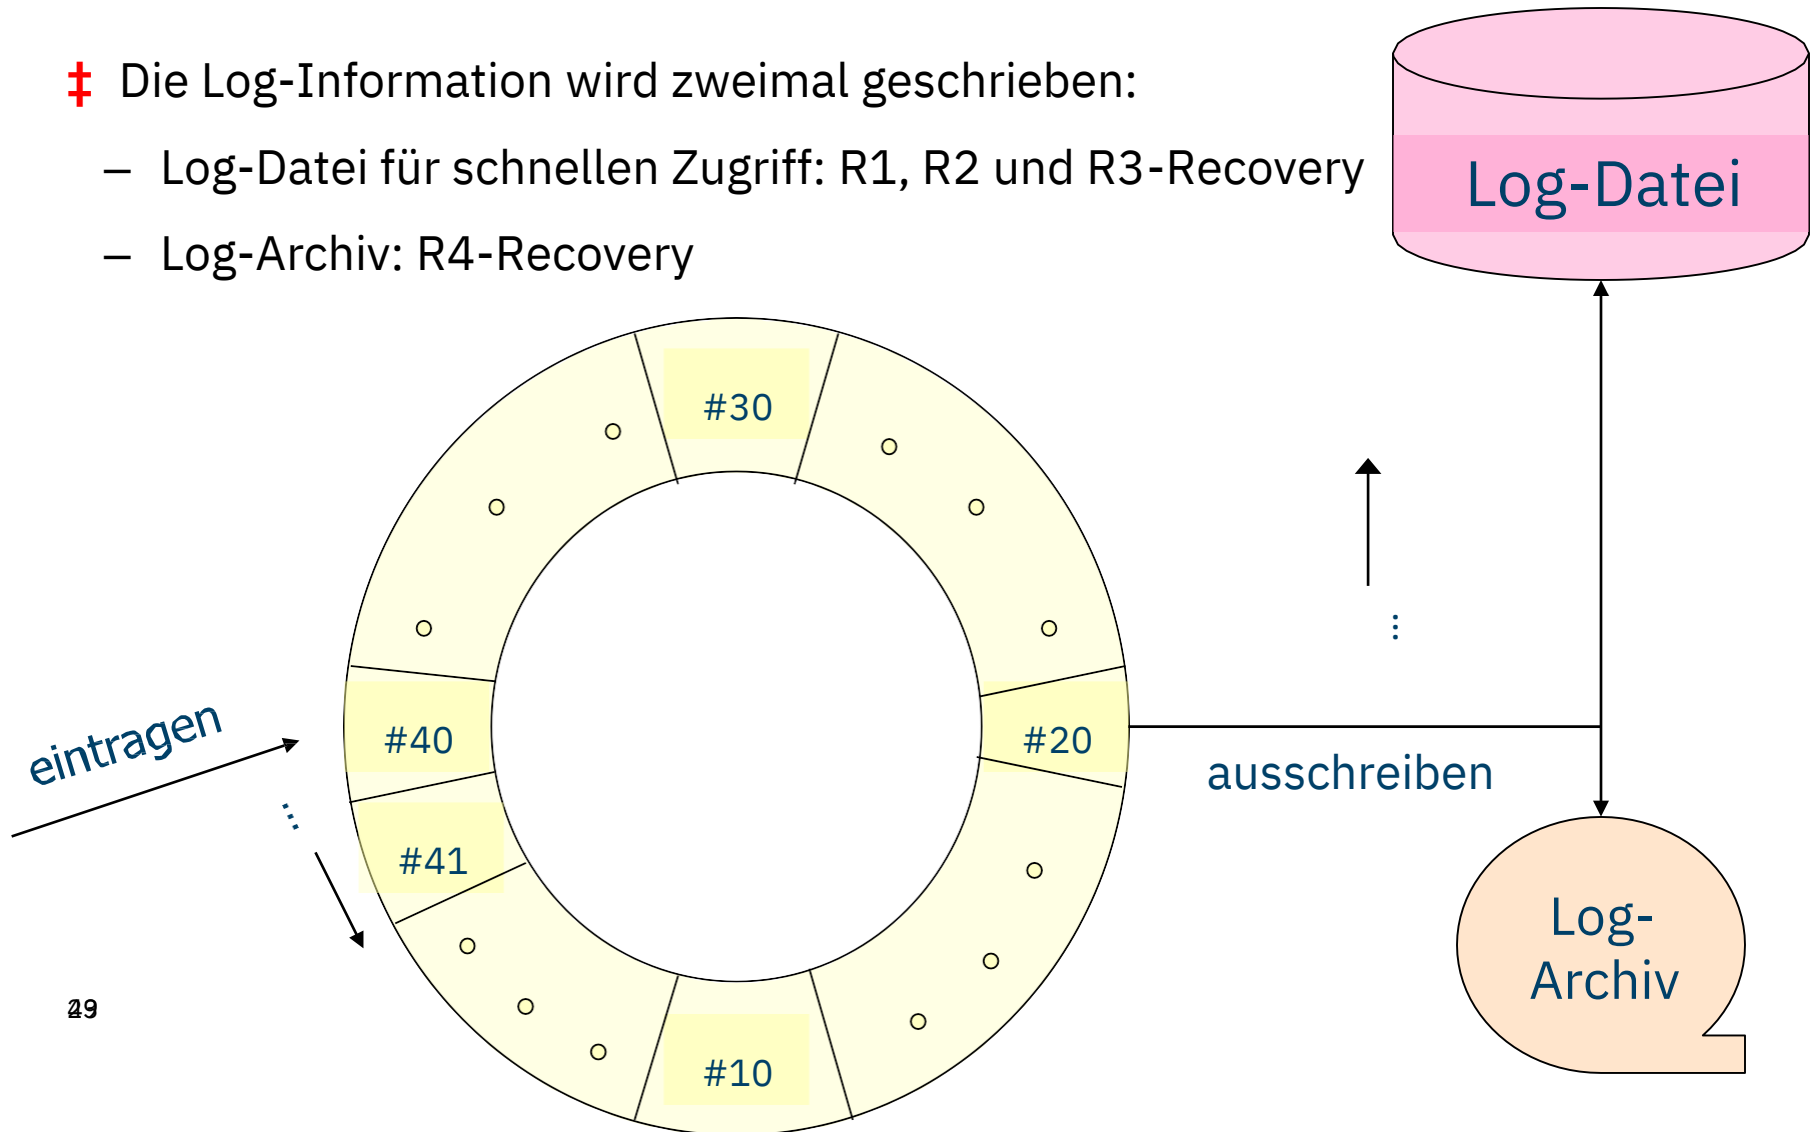 ‡ Die Log-Information wird zweimal geschrieben:
– Log-Datei für schnellen Zugriff: R1, R2 und R3-Recovery
– Log-Archiv: R4-Recovery
Log-Datei
#30
eintragen
...
#40
#20
...
ausschreiben
#41
Log-
Archiv
#10